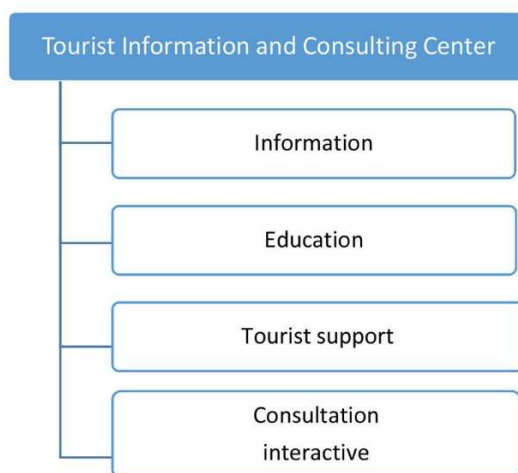 Tourist Information and Consulting Center
Information
Education
Tourist support
Consultation
interactive